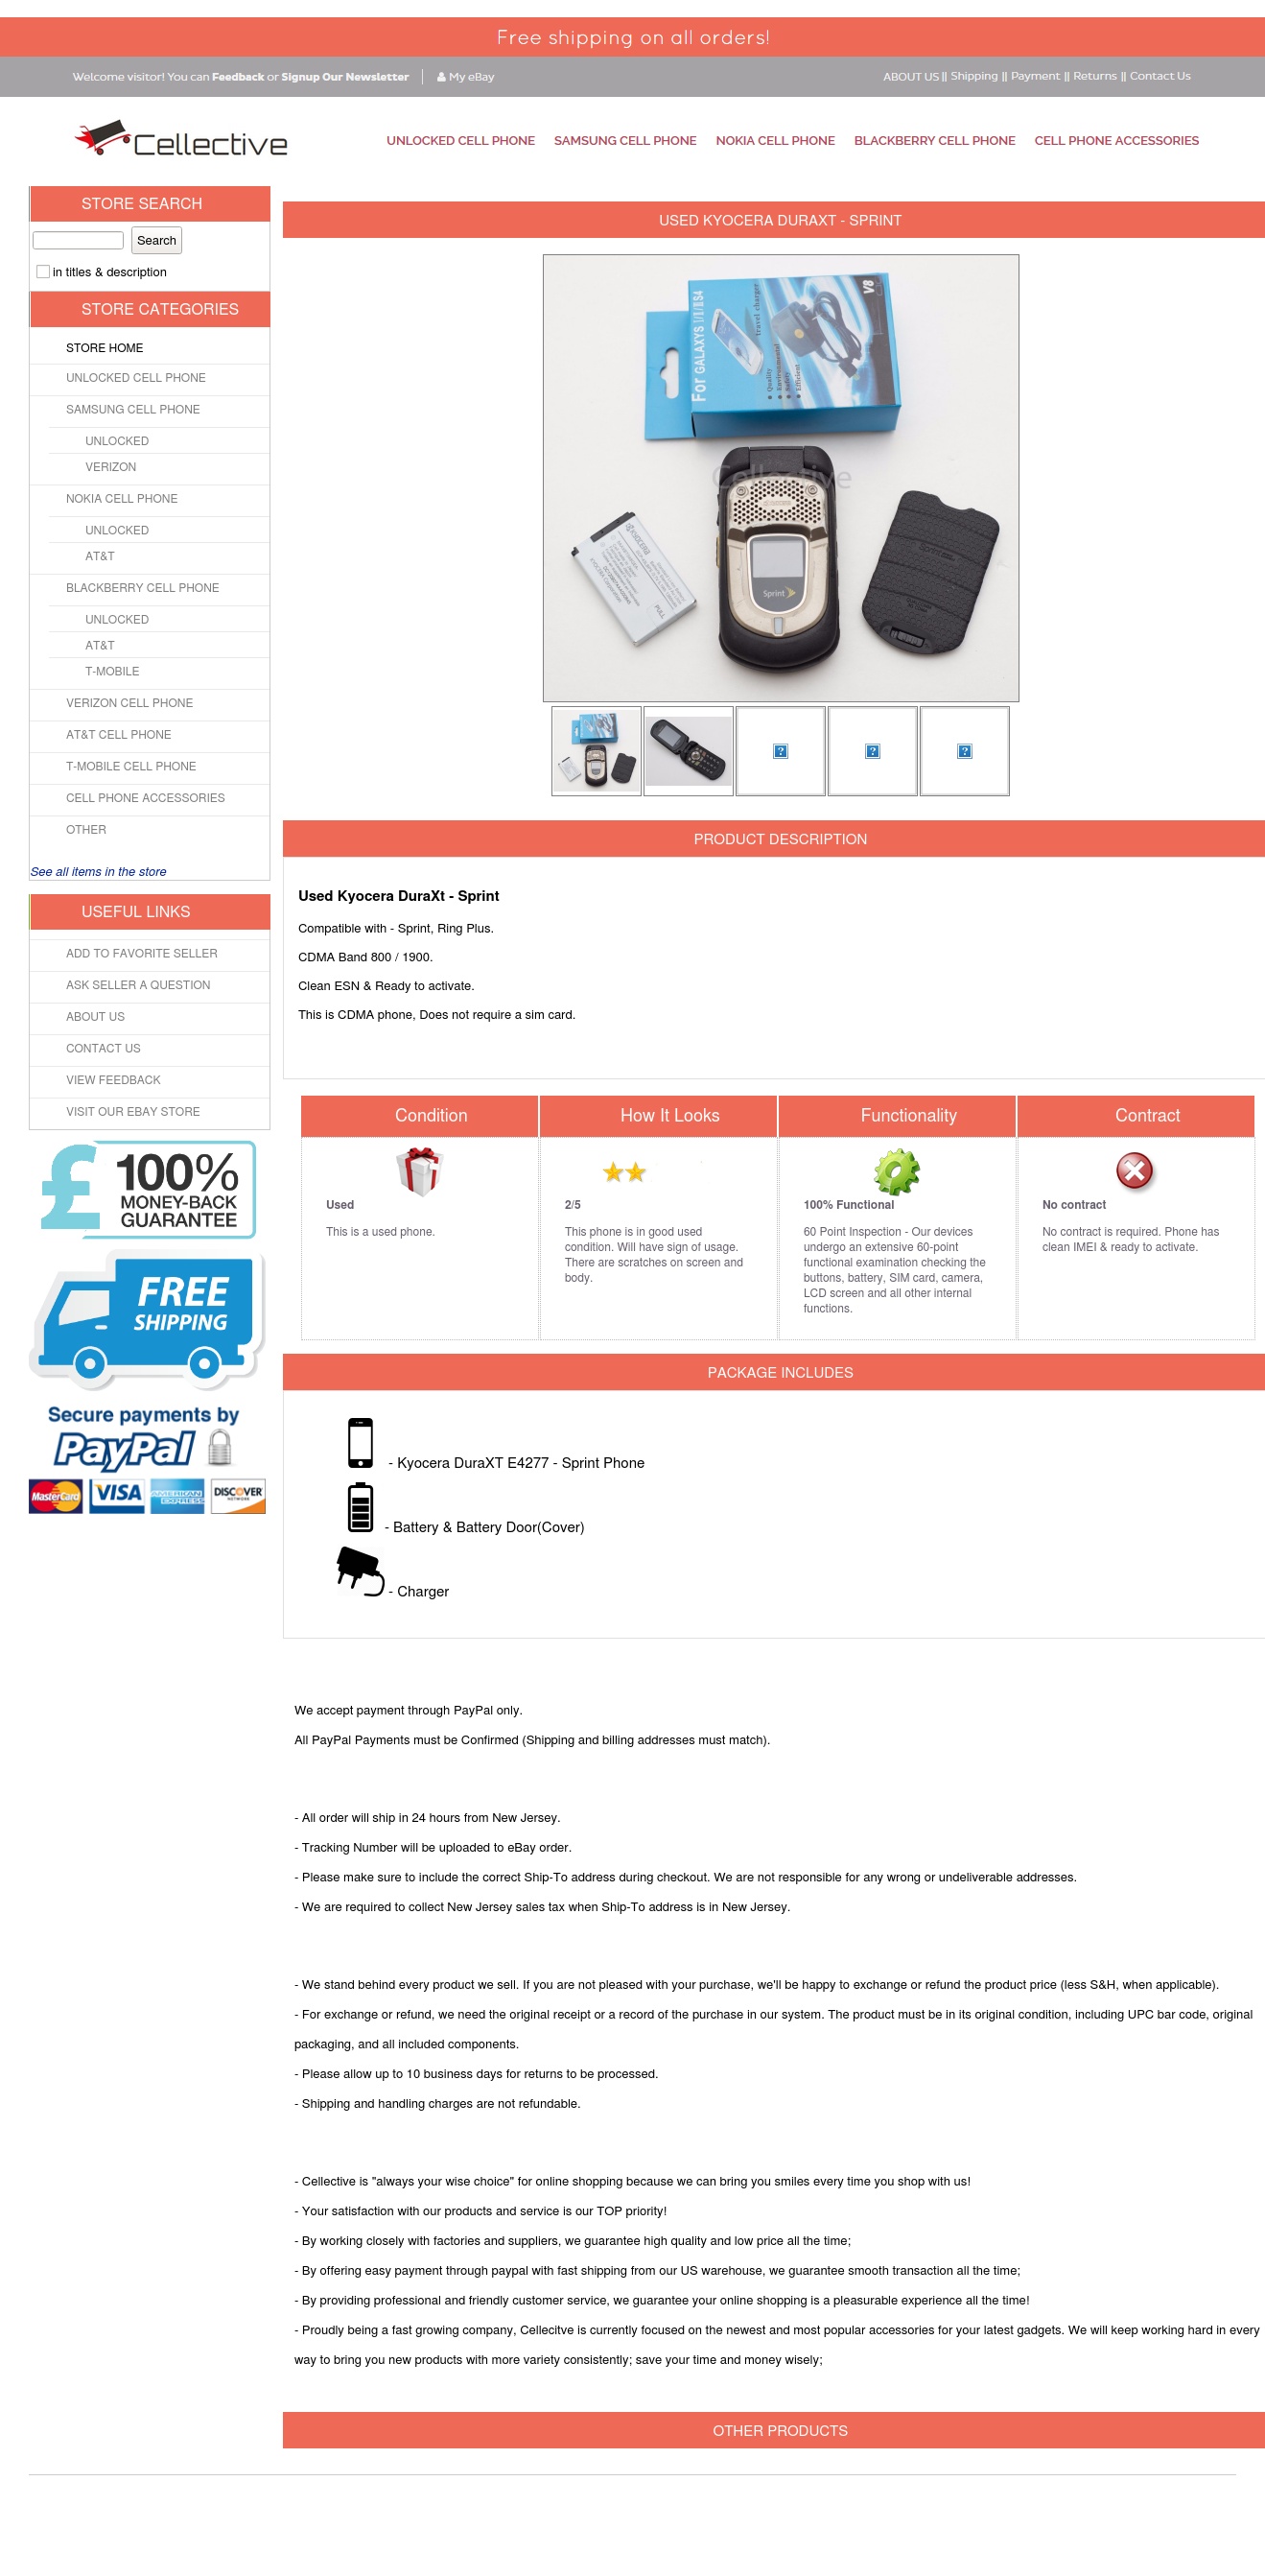 Free shipping on all orders!
Welcome visitor! You can Feedback or Signup Our Newsletter
My eBay
ABOUT US || Shipping || Payment || Returns || Contact Us
Cellective
UNLOCKED CELL PHONE SAMSUNG CELL PHONE NOKIA CELL PHONE BLACKBERRY CELL PHONE CELL PHONE ACCESSORIES
STORE SEARCH
Search
in titles & description
STORE CATEGORIES
STORE HOME
UNLOCKED CELL PHONE
SAMSUNG CELL PHONE
UNLOCKED
VERIZON
NOKIA CELL PHONE
UNLOCKED
AT&T
BLACKBERRY CELL PHONE
UNLOCKED
AT&T
T-MOBILE
VERIZON CELL PHONE
AT&T CELL PHONE
T-MOBILE CELL PHONE
CELL PHONE ACCESSORIES
OTHER
See all items in the store
USEFUL LINKS
ADD TO FAVORITE SELLER
ASK SELLER A QUESTION
ABOUT US
CONTACT US
VIEW FEEDBACK
VISIT OUR EBAY STORE
£ 100%
MONEY-BACK
GUARANTEE
FREE
SHIPPING
Secure payments by
PayPal
MasterCard VISA AMERICAN EXPRESS DISCOVER NETWORK
USED KYOCERA DURAXT - SPRINT
For GALAXYS I/II/ES4
travel charger
V8
Quality
Environmental
Safety
Efficient
Cellective
KYOCERA
PULL
Sprint
PRODUCT DESCRIPTION
Used Kyocera DuraXt - Sprint
Compatible with - Sprint, Ring Plus.
CDMA Band 800 / 1900.
Clean ESN & Ready to activate.
This is CDMA phone, Does not require a sim card.
Condition
Used
This is a used phone.
How It Looks
2/5
This phone is in good used
condition. Will have sign of usage.
There are scratches on screen and
body.
Functionality
100% Functional
60 Point Inspection - Our devices
undergo an extensive 60-point
functional examination checking the
buttons, battery, SIM card, camera,
LCD screen and all other internal
functions.
Contract
No contract
No contract is required. Phone has
clean IMEI & ready to activate.
PACKAGE INCLUDES
- Kyocera DuraXT E4277 - Sprint Phone
- Battery & Battery Door(Cover)
- Charger
We accept payment through PayPal only.
All PayPal Payments must be Confirmed (Shipping and billing addresses must match).
- All order will ship in 24 hours from New Jersey.
- Tracking Number will be uploaded to eBay order.
- Please make sure to include the correct Ship-To address during checkout. We are not responsible for any wrong or undeliverable addresses.
- We are required to collect New Jersey sales tax when Ship-To address is in New Jersey.
- We stand behind every product we sell. If you are not pleased with your purchase, we'll be happy to exchange or refund the product price (less S&H, when applicable).
- For exchange or refund, we need the original receipt or a record of the purchase in our system. The product must be in its original condition, including UPC bar code, original
packaging, and all included components.
- Please allow up to 10 business days for returns to be processed.
- Shipping and handling charges are not refundable.
- Cellective is "always your wise choice" for online shopping because we can bring you smiles every time you shop with us!
- Your satisfaction with our products and service is our TOP priority!
- By working closely with factories and suppliers, we guarantee high quality and low price all the time;
- By offering easy payment through paypal with fast shipping from our US warehouse, we guarantee smooth transaction all the time;
- By providing professional and friendly customer service, we guarantee your online shopping is a pleasurable experience all the time!
- Proudly being a fast growing company, Cellecitve is currently focused on the newest and most popular accessories for your latest gadgets. We will keep working hard in every
way to bring you new products with more variety consistently; save your time and money wisely;
OTHER PRODUCTS